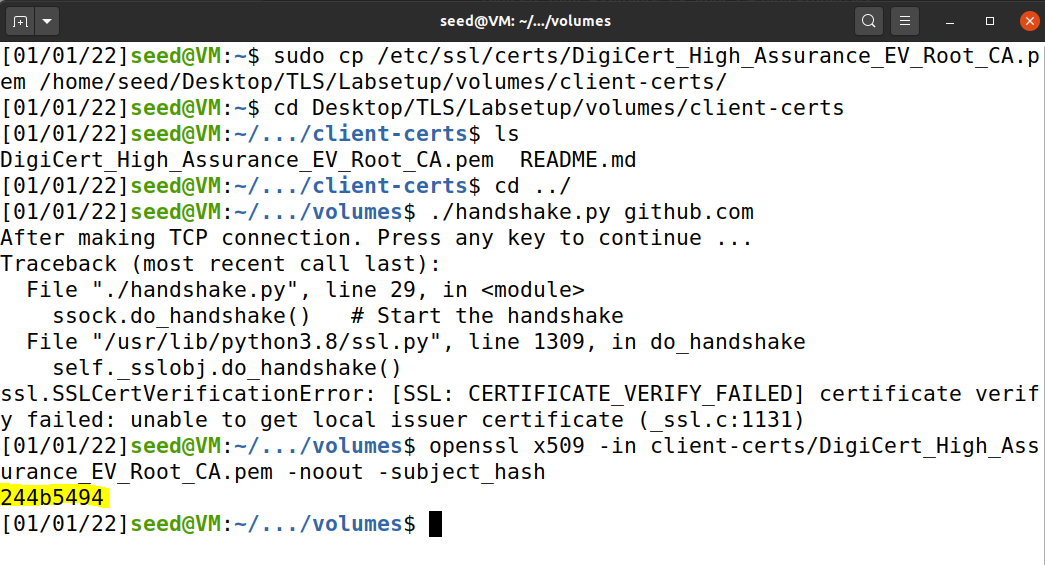 seed@VM: ~/.../volumes
[01/01/22]seed@VM:~$ sudo cp /etc/ssl/certs/DigiCert_High_Assurance_EV_Root_CA.p
em /home/seed/Desktop/TLS/Labsetup/volumes/client-certs/
[01/01/22]seed@VM:~$ cd Desktop/TLS/Labsetup/volumes/client-certs
[01/01/22]seed@VM:~/.../client-certs$ ls
DigiCert_High_Assurance_EV_Root_CA.pem  README.md
[01/01/22]seed@VM:~/.../client-certs$ cd ../
[01/01/22]seed@VM:~/.../volumes$ ./handshake.py github.com
After making TCP connection. Press any key to continue ...
Traceback (most recent call last):
  File "./handshake.py", line 29, in <module>
    ssock.do_handshake()   # Start the handshake
  File "/usr/lib/python3.8/ssl.py", line 1309, in do_handshake
    self._sslobj.do_handshake()
ssl.SSLCertVerificationError: [SSL: CERTIFICATE_VERIFY_FAILED] certificate verif
y failed: unable to get local issuer certificate (_ssl.c:1131)
[01/01/22]seed@VM:~/.../volumes$ openssl x509 -in client-certs/DigiCert_High_Ass
urance_EV_Root_CA.pem -noout -subject_hash
244b5494
[01/01/22]seed@VM:~/.../volumes$